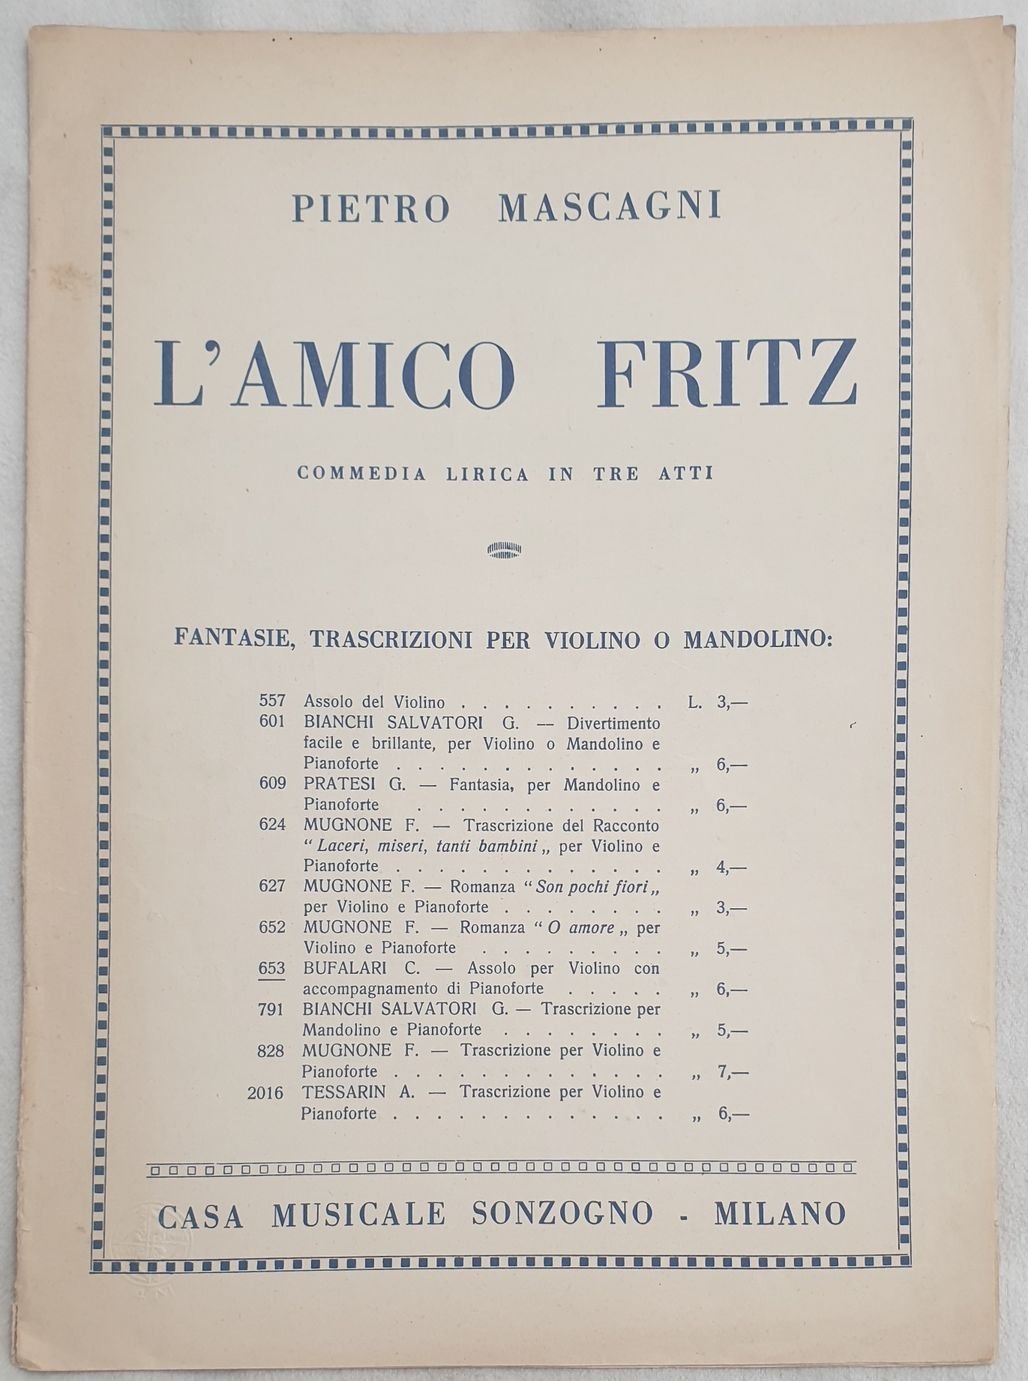 PIETRO MASCAGNI
L'AMICO FRITZ
COMMEDIA LIRICA IN TRE ATTI
FANTASIE, TRASCRIZIONI PER VIOLINO O MANDOLINO:
557 Assolo del Violino . . . . . . . . . . L. 3,—
601 BIANCHI SALVATORI G. — Divertimento
facile e brillante, per Violino o Mandolino e
Pianoforte . . . . . . . . . . . . . „ 6,—
609 PRATESI G. — Fantasia, per Mandolino e
Pianoforte . . . . . . . . . . . . „ 6,—
624 MUGNONE F. — Trascrizione del Racconto
“Laceri, miseri, tanti bambini„ per Violino e
Pianoforte . . . . . . . . . . . . . „ 4,—
627 MUGNONE F. — Romanza “Son pochi fiori„
per Violino e Pianoforte . . . . . . . . „ 3,—
652 MUGNONE F. — Romanza “O amore„ per
Violino e Pianoforte . . . . . . . . . „ 5,—
653 BUFALARI C. — Assolo per Violino con
accompagnamento di Pianoforte . . . . . „ 6,—
791 BIANCHI SALVATORI G. — Trascrizione per
Mandolino e Pianoforte . . . . . . . . „ 5,—
828 MUGNONE F. — Trascrizione per Violino e
Pianoforte . . . . . . . . . . . . . „ 7,—
2016 TESSARIN A. — Trascrizione per Violino e
Pianoforte . . . . . . . . . . . . . „ 6,—
CASA MUSICALE SONZOGNO - MILANO